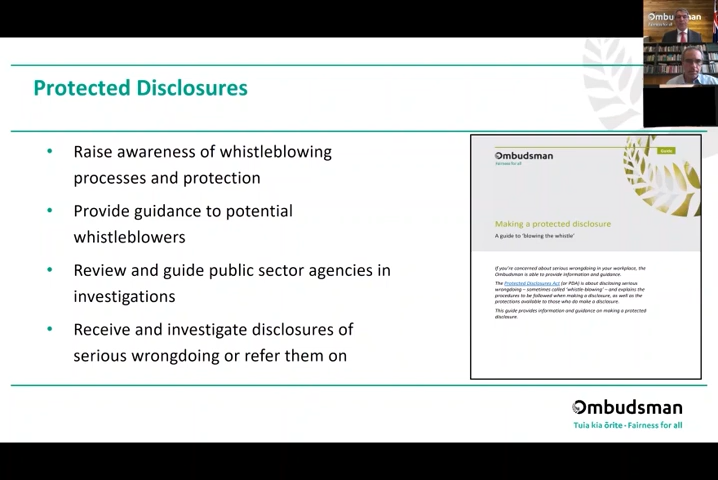 Ombudsman
Protected Disclosures
• Raise awareness of whistleblowing
processes and protection
• Provide guidance to potential
whistleblowers
• Review and guide public sector agencies in
investigations
• Receive and investigate disclosures of
serious wrongdoing or refer them on
Ombudsman
Fairness for all
Guide
Making a protected disclosure
A guide to ‘blowing the whistle’
If you’re concerned about serious wrongdoing in your workplace, the
Ombudsman is able to provide information and guidance.
The Protected Disclosures Act (or PDA) is about disclosing serious
wrongdoing – sometimes called ‘whistle-blowing’ – and explains the
procedures to be followed when making a disclosure, as well as the
protections available to those who do make a disclosure.
This guide provides information and guidance on making a protected
disclosure.
Ombudsman
Tuia kia ōrite · Fairness for all